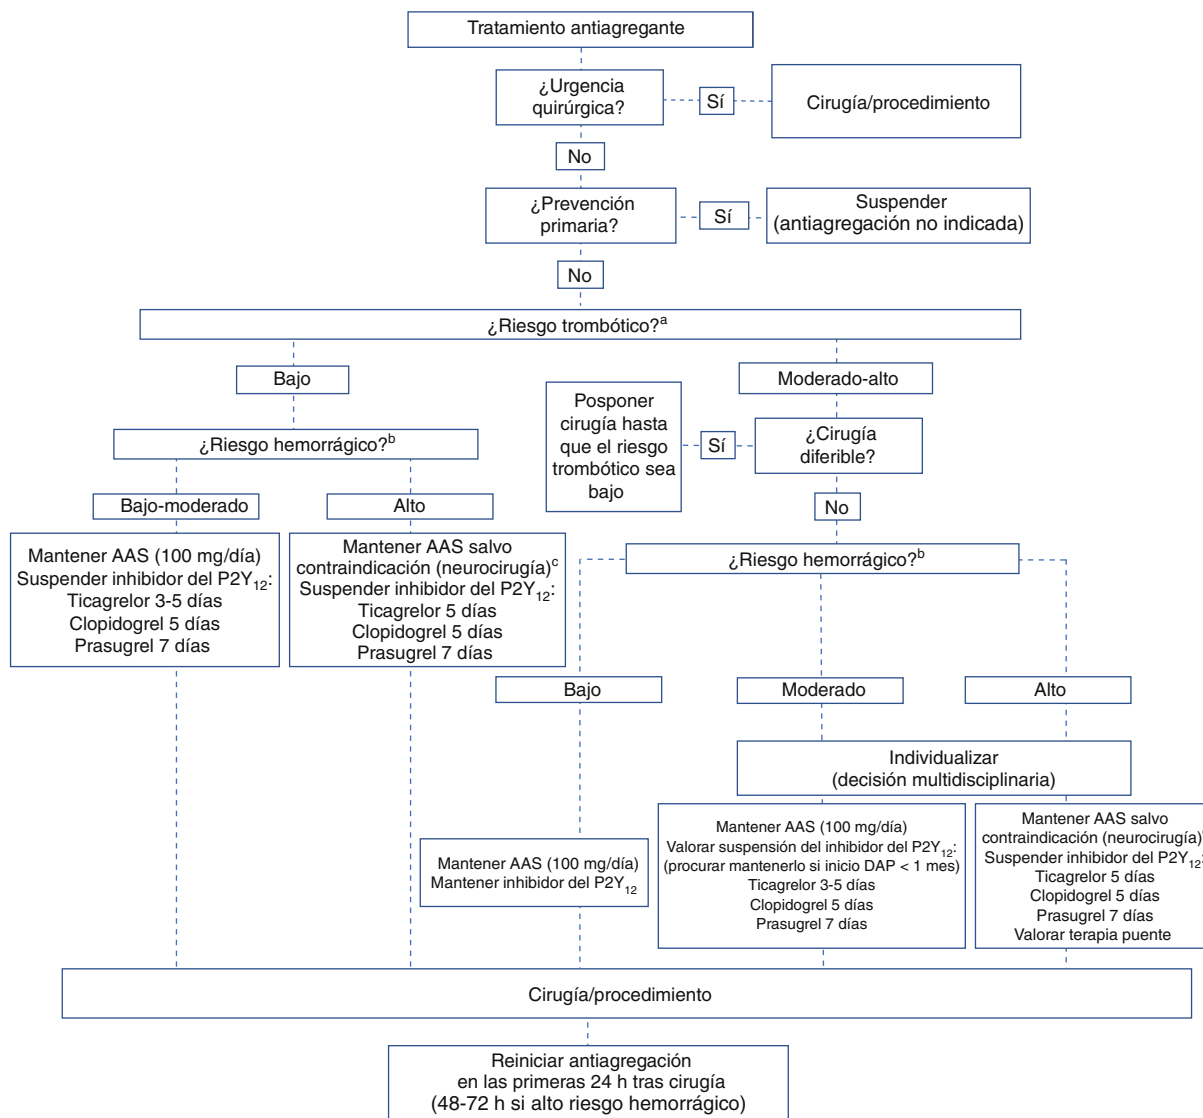 Tratamiento antiagregante
¿Urgencia
quirúrgica?
Sí
Cirugía/procedimiento
No
¿Prevención
primaria?
Sí
Suspender
(antiagregación no indicada)
No
¿Riesgo trombótico?a
Bajo
Moderado-alto
¿Riesgo hemorrágico?b
Posponer
cirugía hasta
que el riesgo
trombótico sea
bajo
Sí
¿Cirugía
diferible?
Bajo-moderado
Alto
No
Mantener AAS (100 mg/día)
Suspender inhibidor del P2Y12:
Ticagrelor 3-5 días
Clopidogrel 5 días
Prasugrel 7 días
Mantener AAS salvo
contraindicación (neurocirugía)c
Suspender inhibidor del P2Y12:
Ticagrelor 5 días
Clopidogrel 5 días
Prasugrel 7 días
¿Riesgo hemorrágico?b
Bajo
Moderado
Alto
Individualizar
(decisión multidisciplinaria)
Mantener AAS (100 mg/día)
Mantener inhibidor del P2Y12
Mantener AAS (100 mg/día)
Valorar suspensión del inhibidor del P2Y12:
(procurar mantenerlo si inicio DAP < 1 mes)
Ticagrelor 3-5 días
Clopidogrel 5 días
Prasugrel 7 días
Mantener AAS salvo
contraindicación (neurocirugía)
Suspender inhibidor del P2Y12:
Ticagrelor 5 días
Clopidogrel 5 días
Prasugrel 7 días
Valorar terapia puente
Cirugía/procedimiento
Reiniciar antiagregación
en las primeras 24 h tras cirugía
(48-72 h si alto riesgo hemorrágico)